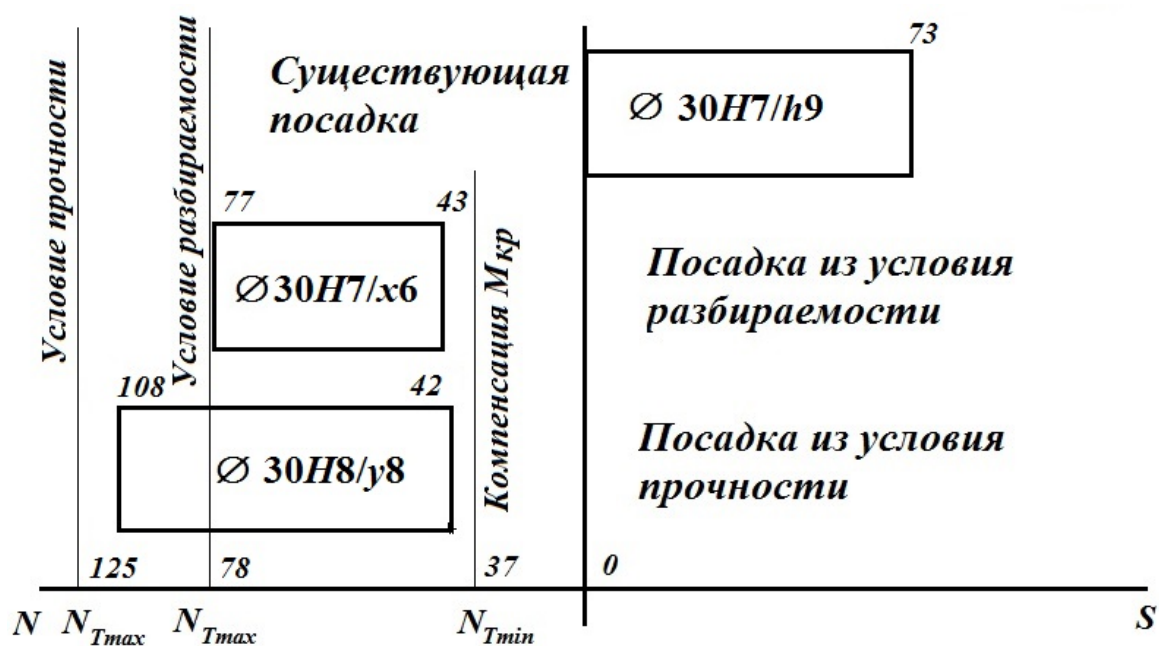 Условие прочности
Условие разбираемости
Существующая
посадка
73
∅ 30H7/h9
77
43
∅30H7/x6
Компенсация Mкр
Посадка из условия
разбираемости
108
42
∅ 30H8/y8
Посадка из условия
прочности
125
78
37
0
N
NTmax
NTmax
NTmin
S